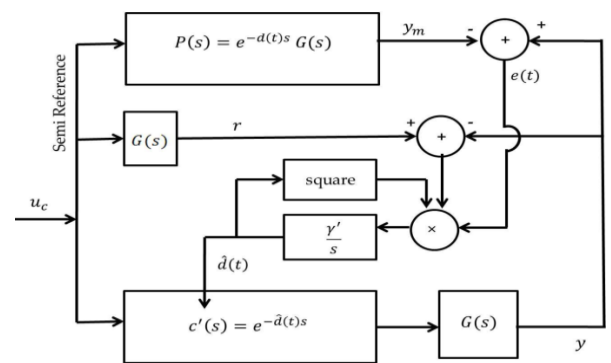 P(s) = e^{-d(t)s} G(s)
y_m
-
+
+
e(t)
Semi Reference
G(s)
r
+
+
-
square
×
γ′/s
u_c
d̂(t)
c′(s) = e^{-d̂(t)s}
G(s)
y